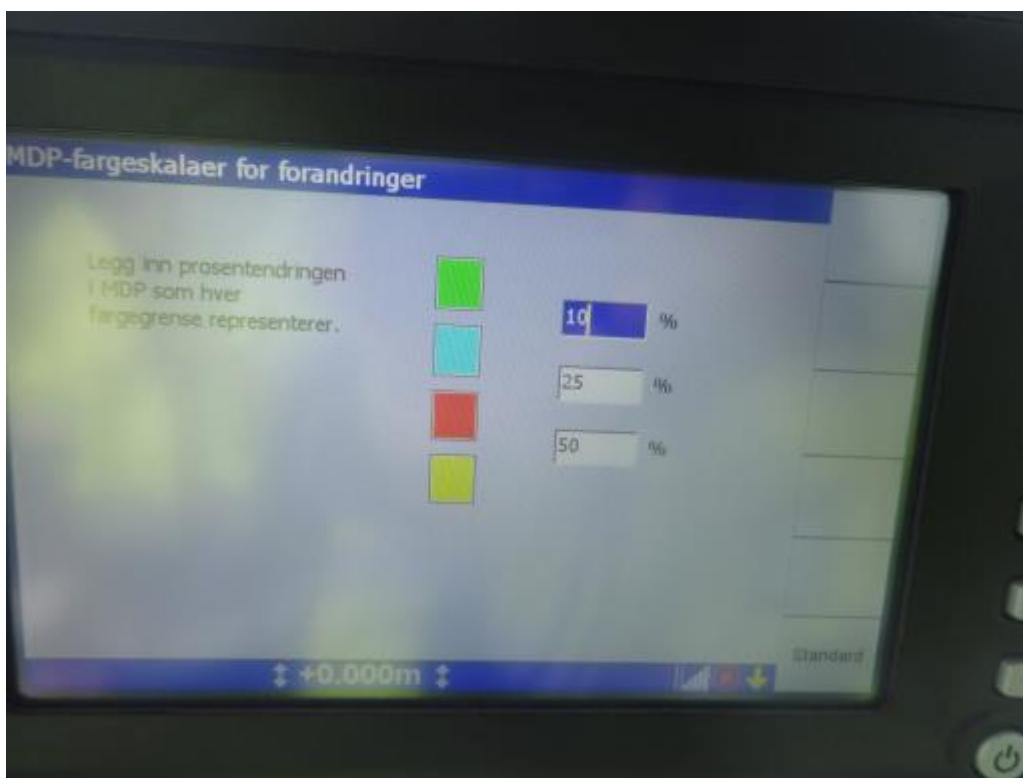 MDP-fargeskalaer for forandringer
Legg inn prosentendringen
i MDP som hver
fargegrense representerer.
10 %
25 %
50 %
Standard
+0.000m